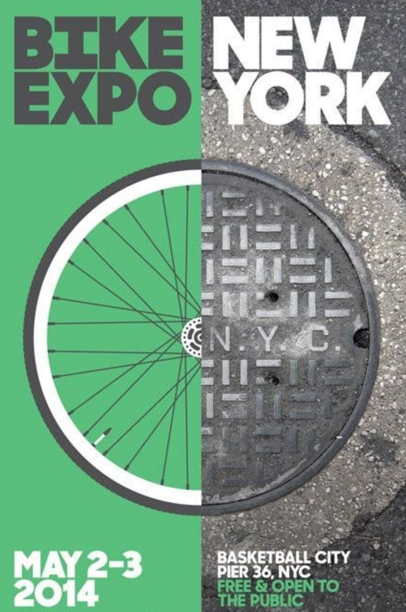 BIKE
EXPO
NEW
YORK
N.Y.C.
MAY 2-3
2014
BASKETBALL CITY
PIER 36, NYC
FREE & OPEN TO
THE PUBLIC